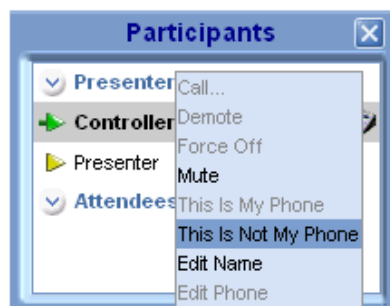 Participants
Presenter
Controller
Presenter
Attendees
Call...
Demote
Force Off
Mute
This Is My Phone
This Is Not My Phone
Edit Name
Edit Phone